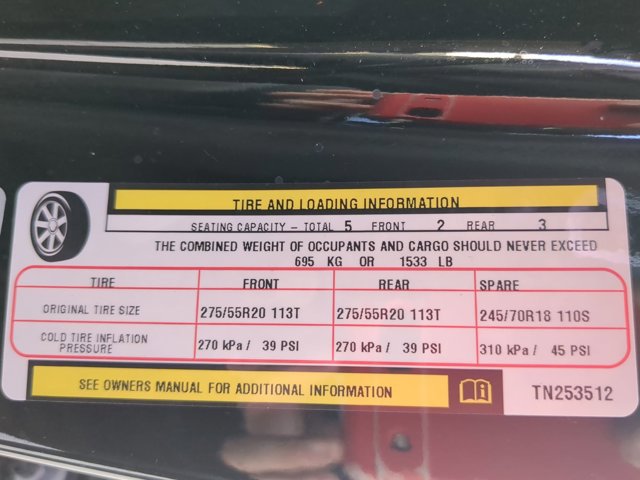 TIRE AND LOADING INFORMATION
SEATING CAPACITY – TOTAL 5 FRONT 2 REAR 3
THE COMBINED WEIGHT OF OCCUPANTS AND CARGO SHOULD NEVER EXCEED
695 KG OR 1533 LB
TIRE FRONT REAR SPARE
ORIGINAL TIRE SIZE 275/55R20 113T 275/55R20 113T 245/70R18 110S
COLD TIRE INFLATION
PRESSURE 270 kPa / 39 PSI 270 kPa / 39 PSI 310 kPa / 45 PSI
SEE OWNERS MANUAL FOR ADDITIONAL INFORMATION TN253512